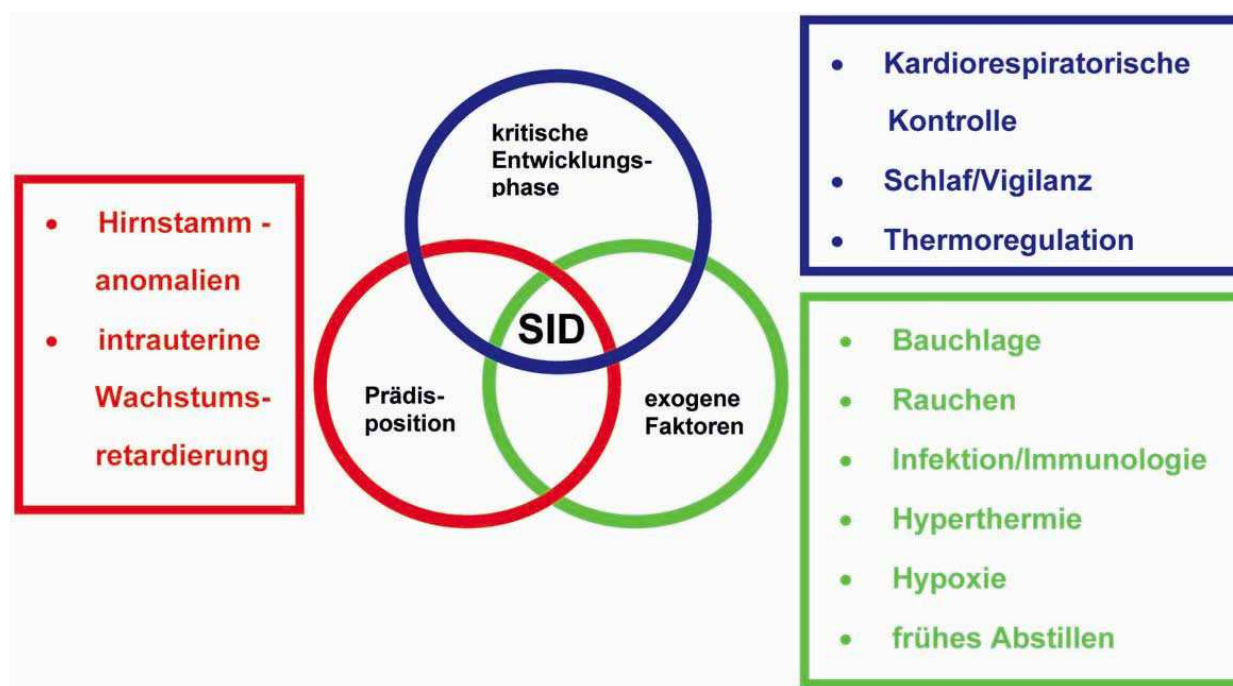 • Hirnstamm -
anomalien
• intrauterine
Wachstums-
retardierung
kritische
Entwicklungs-
phase
SID
Prädis-
position
exogene
Faktoren
• Kardiorespiratorische
Kontrolle
• Schlaf/Vigilanz
• Thermoregulation
• Bauchlage
• Rauchen
• Infektion/Immunologie
• Hyperthermie
• Hypoxie
• frühes Abstillen